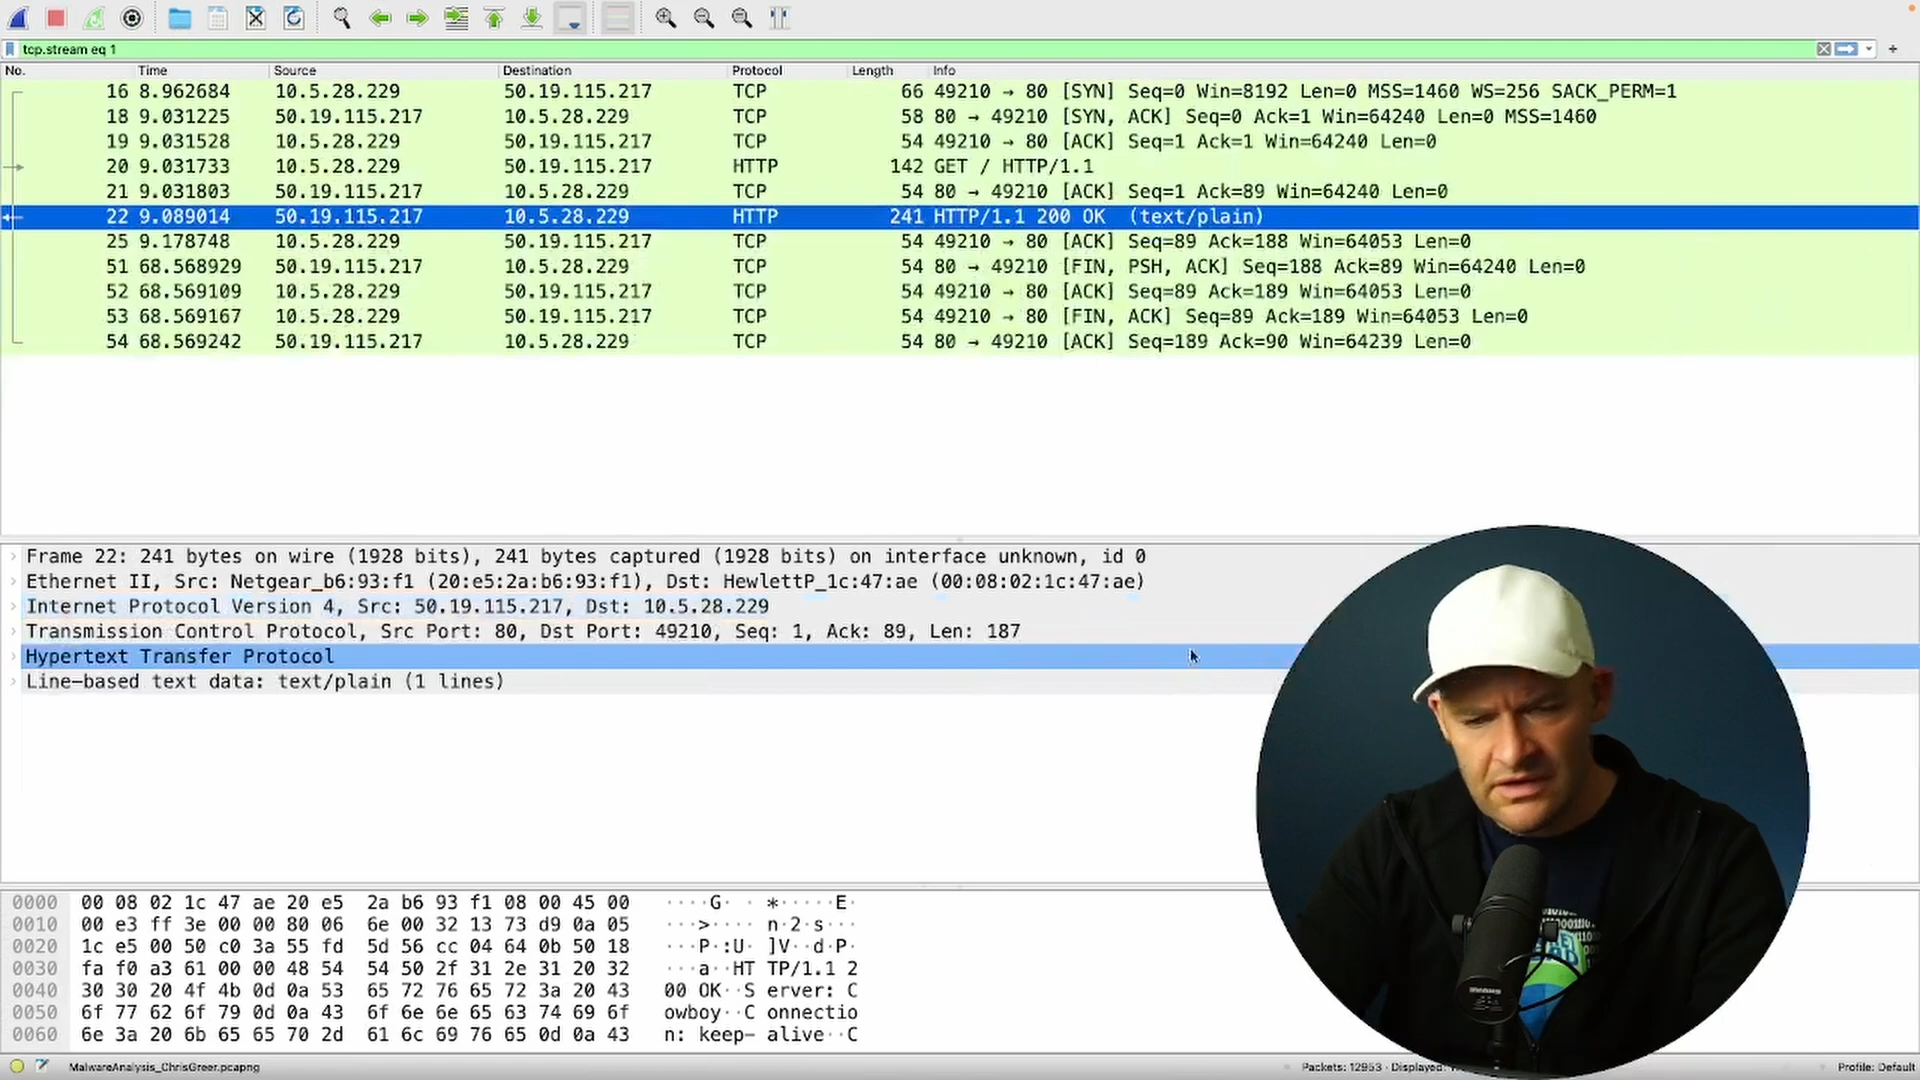 tcp.stream eq 1
No. Time Source Destination Protocol Length Info
16 8.962684 10.5.28.229 50.19.115.217 TCP 66 49210 → 80 [SYN] Seq=0 Win=8192 Len=0 MSS=1460 WS=256 SACK_PERM=1
18 9.031225 50.19.115.217 10.5.28.229 TCP 58 80 → 49210 [SYN, ACK] Seq=0 Ack=1 Win=64240 Len=0 MSS=1460
19 9.031528 10.5.28.229 50.19.115.217 TCP 54 49210 → 80 [ACK] Seq=1 Ack=1 Win=64240 Len=0
20 9.031733 10.5.28.229 50.19.115.217 HTTP 142 GET / HTTP/1.1
21 9.031803 50.19.115.217 10.5.28.229 TCP 54 80 → 49210 [ACK] Seq=1 Ack=89 Win=64240 Len=0
22 9.089014 50.19.115.217 10.5.28.229 HTTP 241 HTTP/1.1 200 OK (text/plain)
25 9.178748 10.5.28.229 50.19.115.217 TCP 54 49210 → 80 [ACK] Seq=89 Ack=188 Win=64053 Len=0
51 68.568929 50.19.115.217 10.5.28.229 TCP 54 80 → 49210 [FIN, PSH, ACK] Seq=188 Ack=89 Win=64240 Len=0
52 68.569109 10.5.28.229 50.19.115.217 TCP 54 49210 → 80 [ACK] Seq=89 Ack=189 Win=64053 Len=0
53 68.569167 10.5.28.229 50.19.115.217 TCP 54 49210 → 80 [FIN, ACK] Seq=89 Ack=189 Win=64053 Len=0
54 68.569242 50.19.115.217 10.5.28.229 TCP 54 80 → 49210 [ACK] Seq=189 Ack=90 Win=64239 Len=0
Frame 22: 241 bytes on wire (1928 bits), 241 bytes captured (1928 bits) on interface unknown, id 0
Ethernet II, Src: Netgear_b6:93:f1 (20:e5:2a:b6:93:f1), Dst: HewlettP_1c:47:ae (00:08:02:1c:47:ae)
Internet Protocol Version 4, Src: 50.19.115.217, Dst: 10.5.28.229
Transmission Control Protocol, Src Port: 80, Dst Port: 49210, Seq: 1, Ack: 89, Len: 187
Hypertext Transfer Protocol
Line-based text data: text/plain (1 lines)
0000 00 08 02 1c 47 ae 20 e5 2a b6 93 f1 08 00 45 00 ····G· · *·····E·
0010 00 e3 ff 3e 00 00 80 06 6e 00 32 13 73 d9 0a 05 ···>···· n·2·s···
0020 1c e5 00 50 c0 3a 55 fd 5d 56 cc 04 64 0b 50 18 ···P·:U· ]V··d·P·
0030 fa f0 a3 61 00 00 48 54 54 50 2f 31 2e 31 20 32 ···a··HT TP/1.1 2
0040 30 30 20 4f 4b 0d 0a 53 65 72 76 65 72 3a 20 43 00 OK··S erver: C
0050 6f 77 62 6f 79 0d 0a 43 6f 6e 6e 65 63 74 69 6f owboy··C onnectio
0060 6e 3a 20 6b 65 65 70 2d 61 6c 69 76 65 0d 0a 43 n: keep- alive··C
MalwareAnalysis_ChrisGreer.pcapng Packets: 12953 · Displayed: Profile: Default